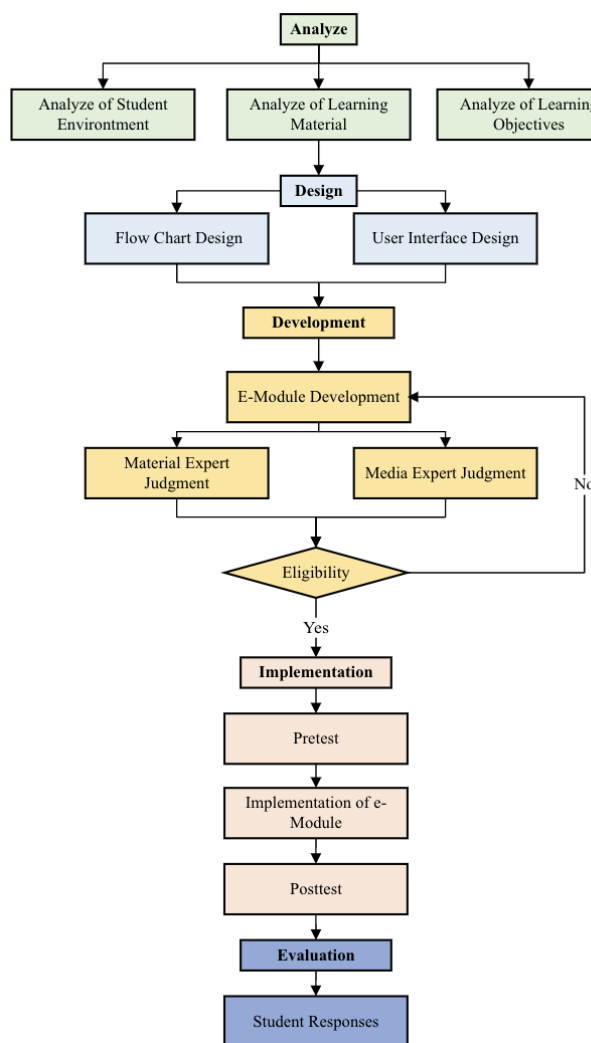 Analyze
Analyze of Student
Environtment
Analyze of Learning
Material
Analyze of Learning
Objectives
Design
Flow Chart Design
User Interface Design
Development
E-Module Development
Material Expert
Judgment
Media Expert Judgment
No
Eligibility
Yes
Implementation
Pretest
Implementation of e-
Module
Posttest
Evaluation
Student Responses